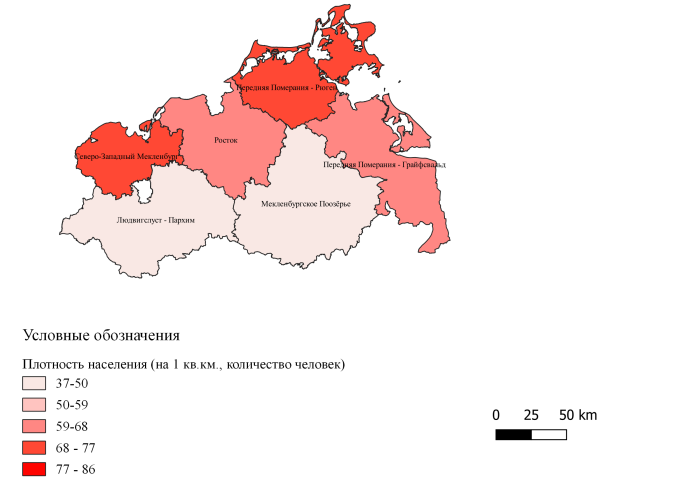 Передняя Померания - Рюген
Росток
Северо-Западный Мекленбург
Передняя Померания - Грайфсвальд
Мекленбургское Поозёрье
Людвигслуст - Пархим
Условные обозначения
Плотность населения (на 1 кв.км., количество человек)
37-50
50-59
59-68
68 - 77
77 - 86
0 25 50 km